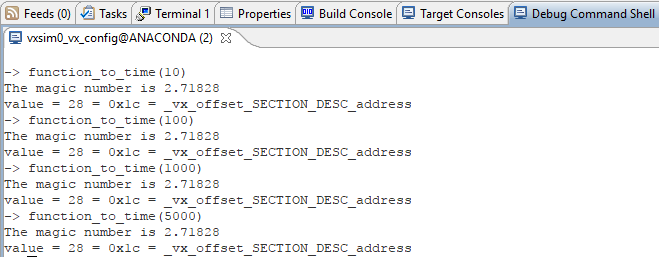 Feeds (0) Tasks Terminal 1 Properties Build Console Target Consoles Debug Command Shell
vxsim0_vx_config@ANACONDA (2)
-> function_to_time(10)
The magic number is 2.71828
value = 28 = 0x1c = _vx_offset_SECTION_DESC_address
-> function_to_time(100)
The magic number is 2.71828
value = 28 = 0x1c = _vx_offset_SECTION_DESC_address
-> function_to_time(1000)
The magic number is 2.71828
value = 28 = 0x1c = _vx_offset_SECTION_DESC_address
-> function_to_time(5000)
The magic number is 2.71828
value = 28 = 0x1c = _vx_offset_SECTION_DESC_address